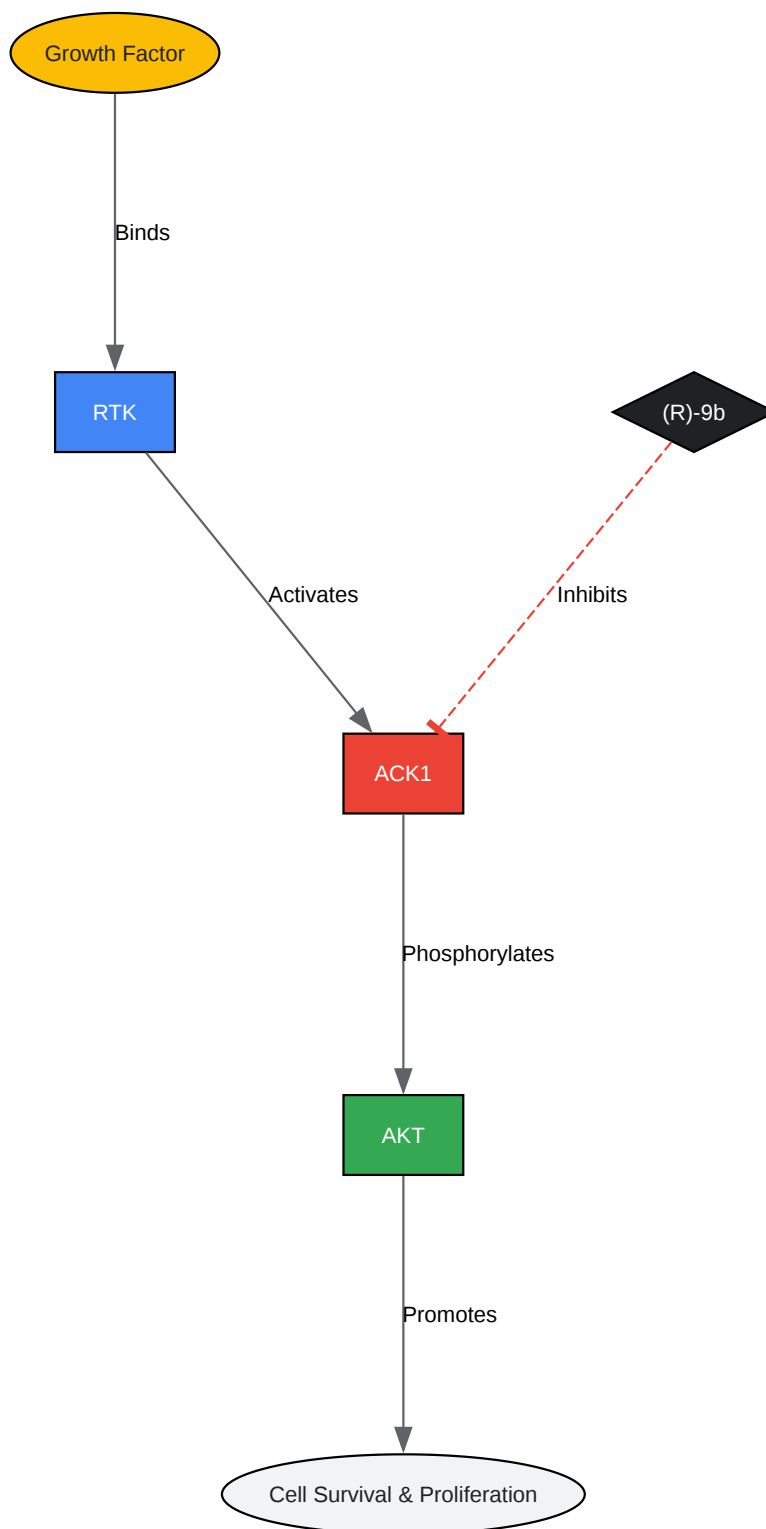 Growth Factor
Binds
RTK
(R)-9b
Activates
Inhibits
ACK1
Phosphorylates
AKT
Promotes
Cell Survival & Proliferation